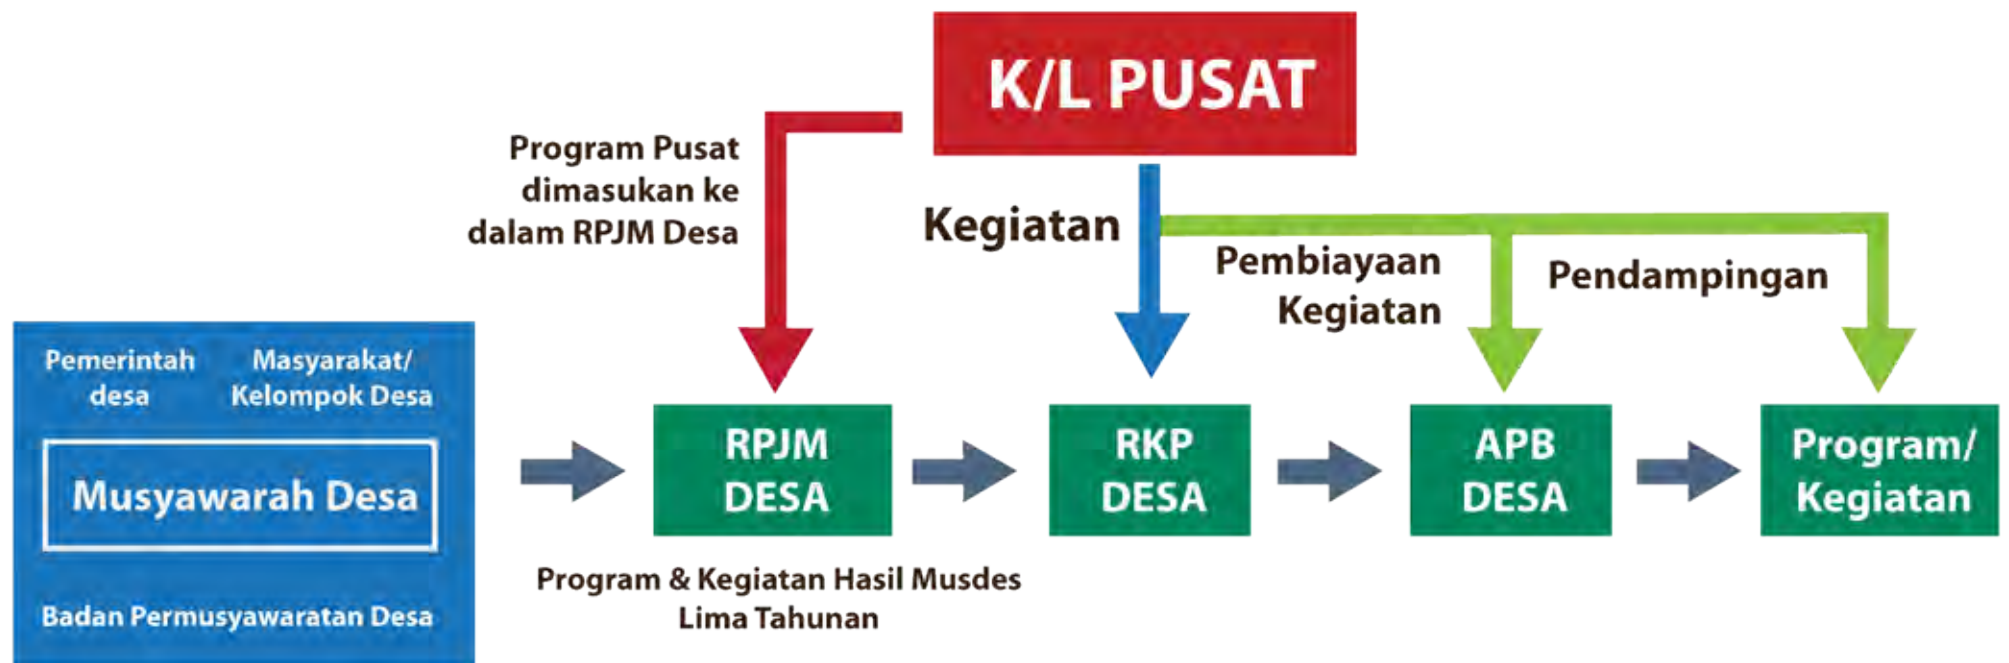 K/L PUSAT
Program Pusat
dimasukan ke
dalam RPJM Desa
Kegiatan
Pembiayaan
Kegiatan
Pendampingan
Pemerintah
desa
Masyarakat/
Kelompok Desa
Musyawarah Desa
Badan Permusyawaratan Desa
RPJM
DESA
RKP
DESA
APB
DESA
Program/
Kegiatan
Program & Kegiatan Hasil Musdes
Lima Tahunan